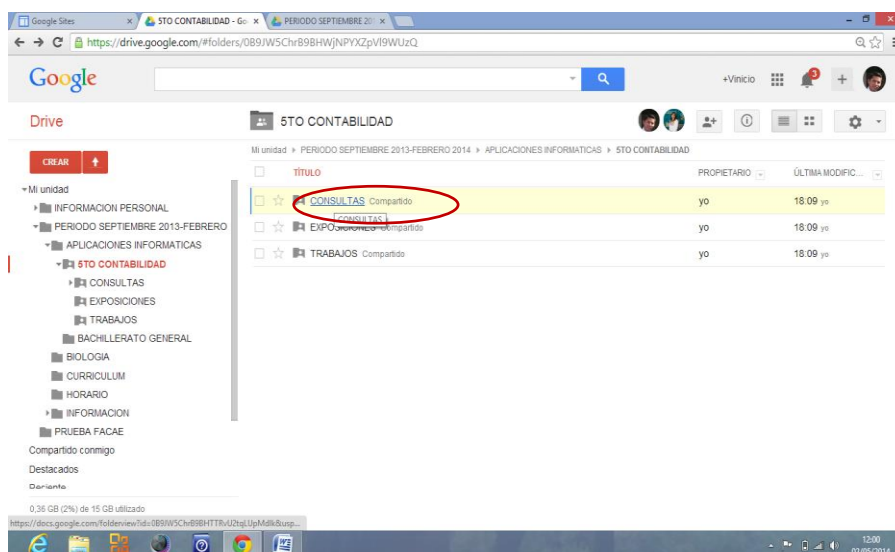 Google Sites
5TO CONTABILIDAD - Go
PERIODO SEPTIEMBRE 20
https://drive.google.com/#folders/0B9JW5ChrB9BHWjNPYXZpVl9WUzQ
Google
+Vinicio
Drive
5TO CONTABILIDAD
CREAR
Mi unidad
PERIODO SEPTIEMBRE 2013-FEBRERO 2014
APLICACIONES INFORMATICAS
5TO CONTABILIDAD
TÍTULO
PROPIETARIO
ÚLTIMA MODIFIC...
CONSULTAS Compartido
yo
18:09 yo
CONSULTAS
EXPOSICIONES Compartido
yo
18:09 yo
TRABAJOS Compartido
yo
18:09 yo
Mi unidad
INFORMACION PERSONAL
PERIODO SEPTIEMBRE 2013-FEBRERO
APLICACIONES INFORMATICAS
5TO CONTABILIDAD
CONSULTAS
EXPOSICIONES
TRABAJOS
BACHILLERATO GENERAL
BIOLOGIA
CURRICULUM
HORARIO
INFORMACION
PRUEBA FACAE
Compartido conmigo
Destacados
Reciente
0,36 GB (2%) de 15 GB utilizado
12:00
02/05/2014